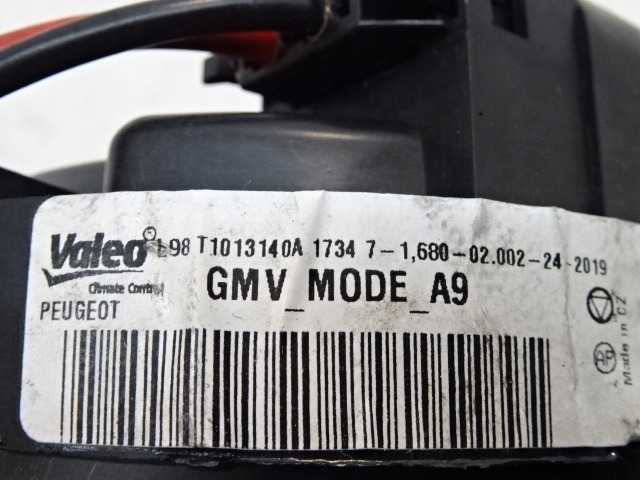 Valeo L98 T1013140A 1734 7-1,680-02.002-24-2019
Climate Control
GMV_MODE_A9
PEUGEOT
Made in CZ